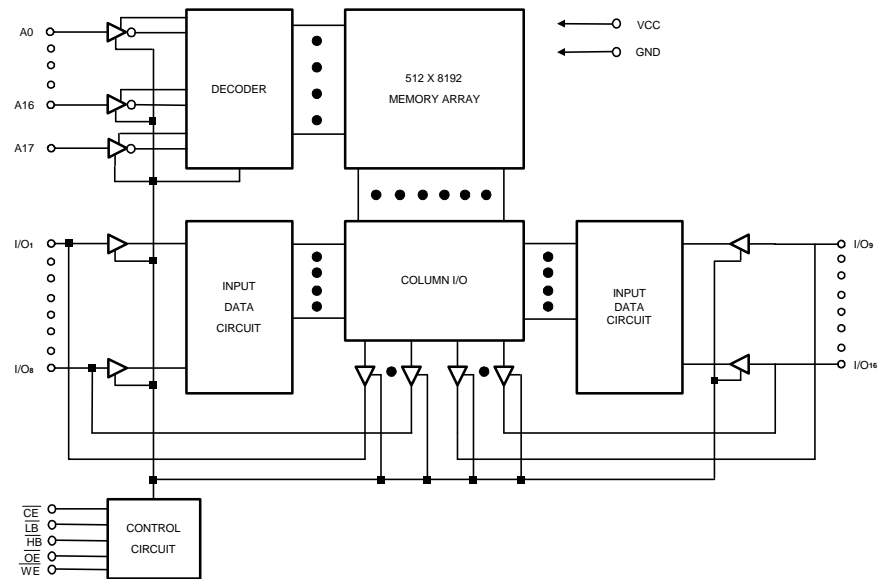 A0
VCC
GND
DECODER
512 X 8192
MEMORY ARRAY
A16
A17
I/O1
I/O9
INPUT
DATA
CIRCUIT
COLUMN I/O
INPUT
DATA
CIRCUIT
I/O8
I/O16
CE
LB
HB
OE
WE
CONTROL
CIRCUIT